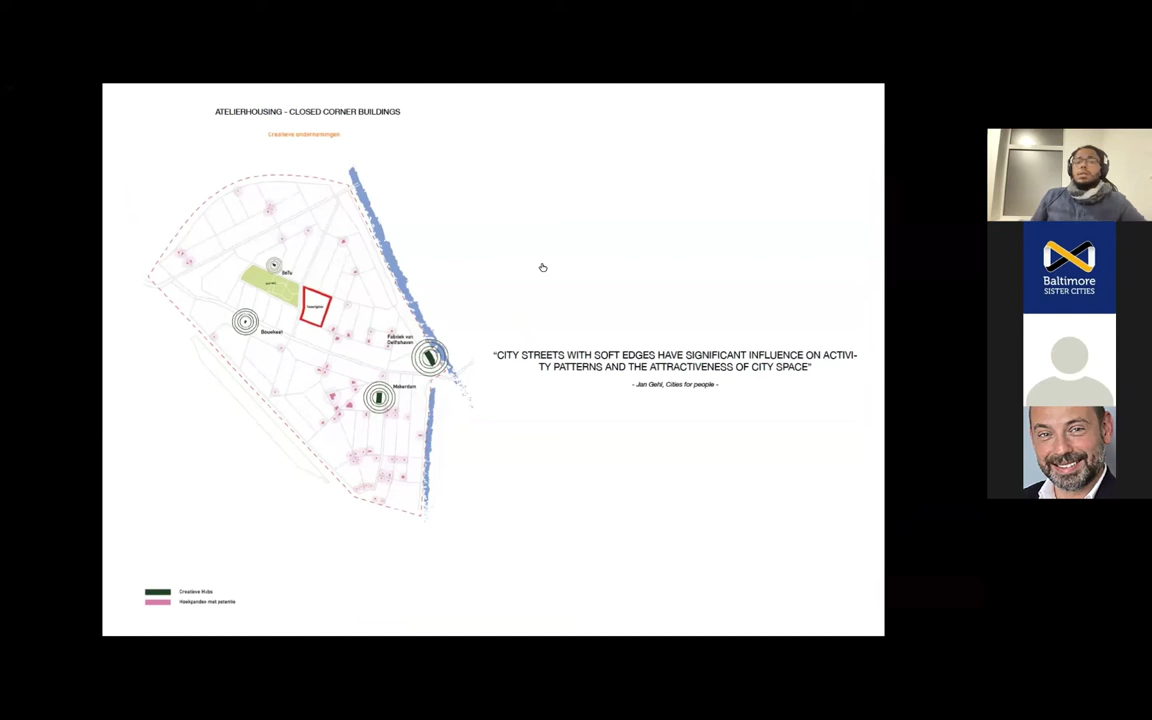 ATELIERHOUSING - CLOSED CORNER BUILDINGS
Creatieve ondernemingen
BeTu
Bouwkeet
Fabriek van
Delfshaven
Makerdam
"CITY STREETS WITH SOFT EDGES HAVE SIGNIFICANT INFLUENCE ON ACTIVI-
TY PATTERNS AND THE ATTRACTIVENESS OF CITY SPACE"
- Jan Gehl, Cities for people -
Creatieve Hubs
Hoekpanden met potentie
Baltimore
SISTER CITIES